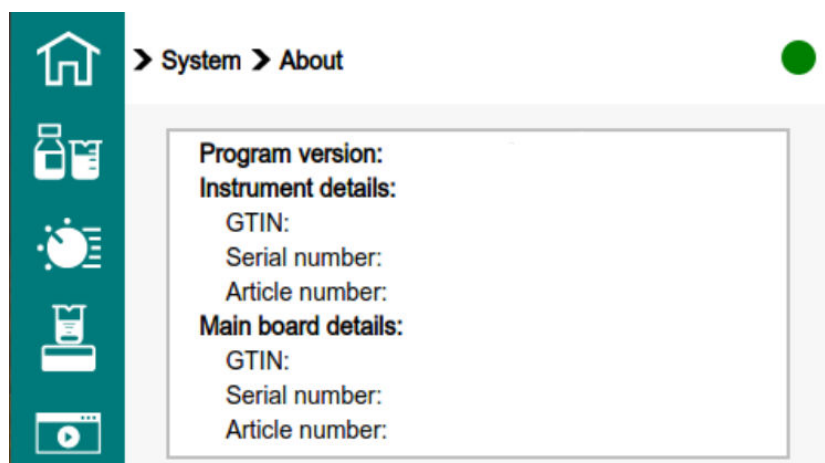 System About
Program version:
Instrument details:
GTIN:
Serial number:
Article number:
Main board details:
GTIN:
Serial number:
Article number: